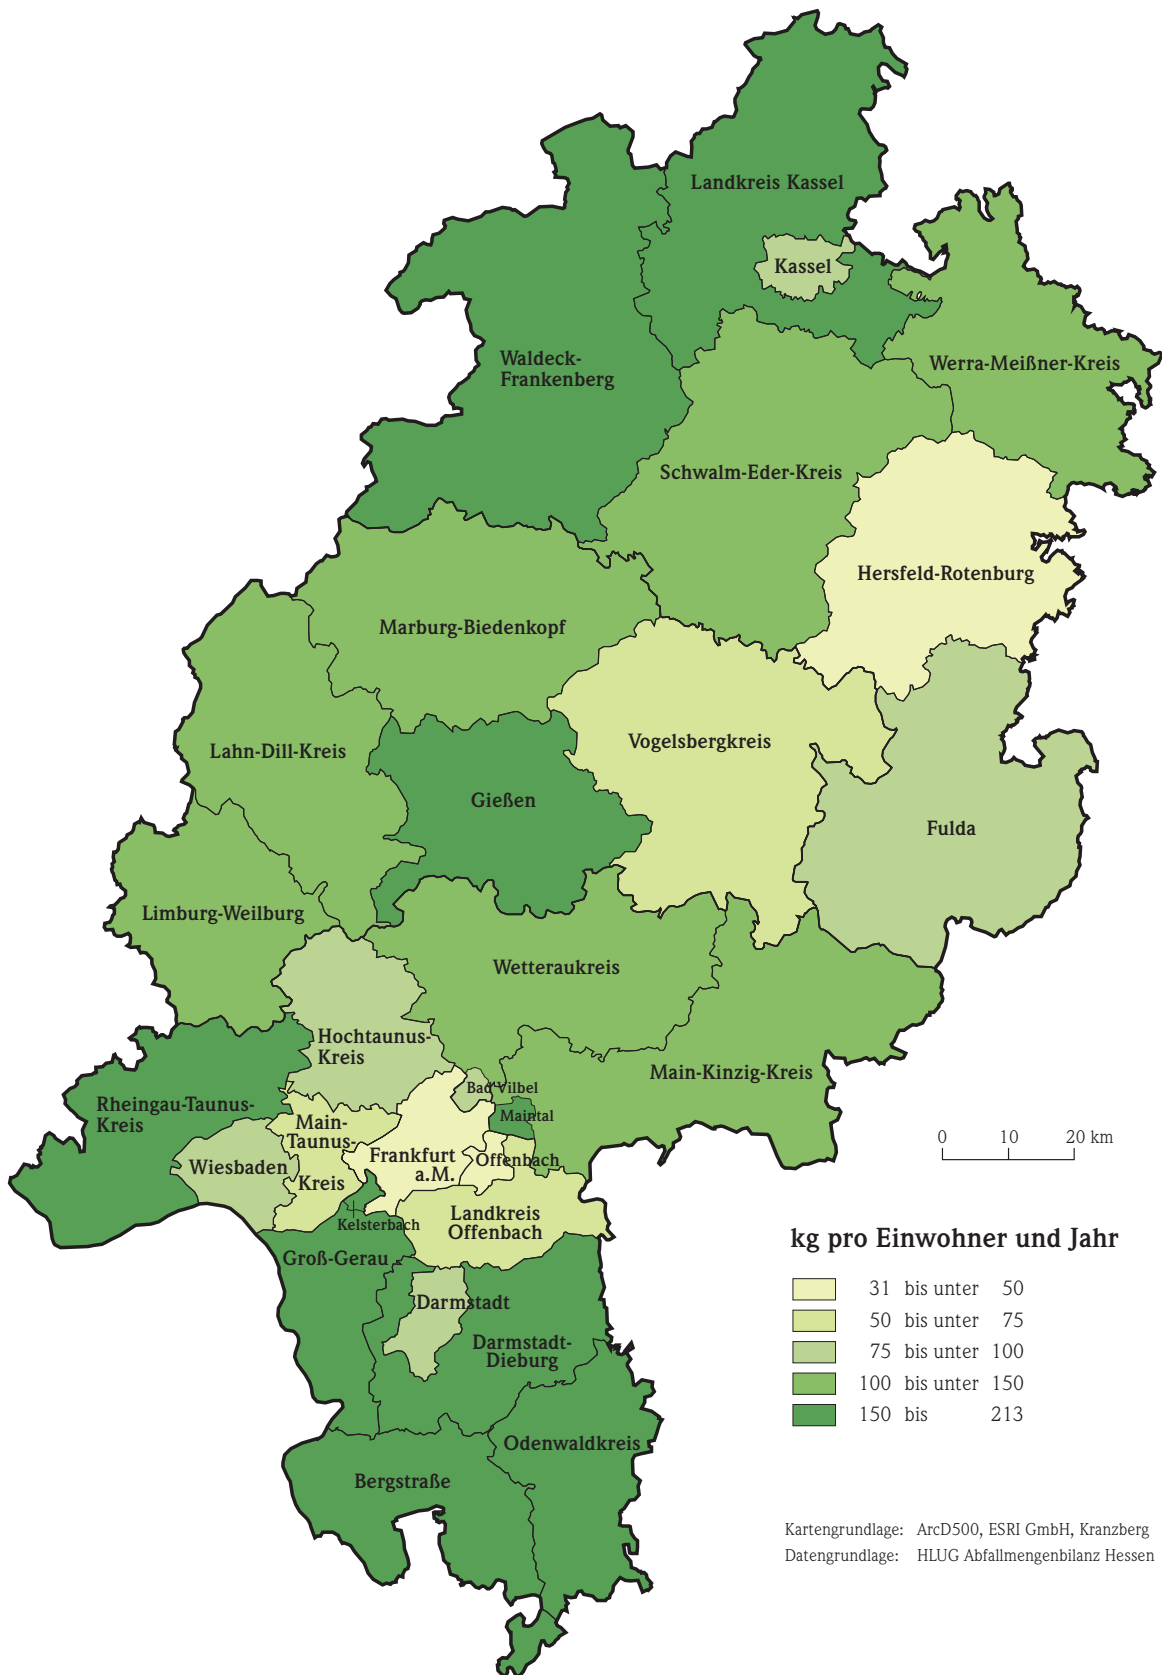 Landkreis Kassel
Kassel
Waldeck-
Frankenberg
Werra-Meißner-Kreis
Schwalm-Eder-Kreis
Hersfeld-Rotenburg
Marburg-Biedenkopf
Lahn-Dill-Kreis
Vogelsbergkreis
Gießen
Fulda
Limburg-Weilburg
Wetteraukreis
Hochtaunus-
Kreis
Main-Kinzig-Kreis
Bad Vilbel
Maintal
Rheingau-Taunus-
Kreis
Main-
Taunus-
Kreis
Wiesbaden
Frankfurt
a.M.
Offenbach
Kelsterbach
Landkreis
Offenbach
Groß-Gerau
Darmstadt
Darmstadt-
Dieburg
Odenwaldkreis
Bergstraße
0 10 20 km
kg pro Einwohner und Jahr
31 bis unter 50
50 bis unter 75
75 bis unter 100
100 bis unter 150
150 bis 213
Kartengrundlage: ArcD500, ESRI GmbH, Kranzberg
Datengrundlage: HLUG Abfallmengenbilanz Hessen